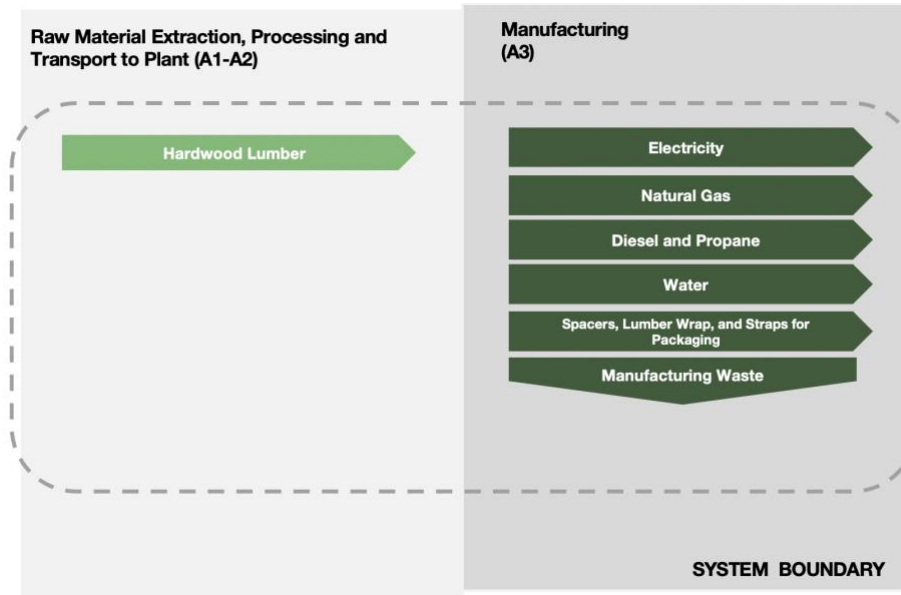 Raw Material Extraction, Processing and
Transport to Plant (A1-A2)
Manufacturing
(A3)
Hardwood Lumber
Electricity
Natural Gas
Diesel and Propane
Water
Spacers, Lumber Wrap, and Straps for
Packaging
Manufacturing Waste
SYSTEM BOUNDARY